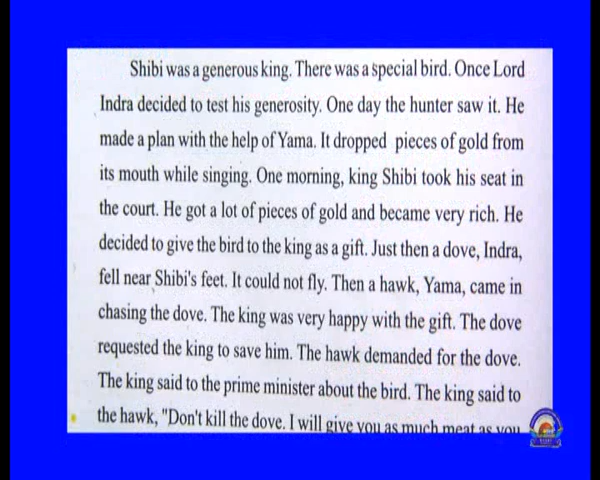 Shibi was a generous king. There was a special bird. Once Lord
Indra decided to test his generosity. One day the hunter saw it. He
made a plan with the help of Yama. It dropped pieces of gold from
its mouth while singing. One morning, king Shibi took his seat in
the court. He got a lot of pieces of gold and became very rich. He
decided to give the bird to the king as a gift. Just then a dove, Indra,
fell near Shibi's feet. It could not fly. Then a hawk, Yama, came in
chasing the dove. The king was very happy with the gift. The dove
requested the king to save him. The hawk demanded for the dove.
The king said to the prime minister about the bird. The king said to
the hawk, "Don't kill the dove. I will give you as much meat as you